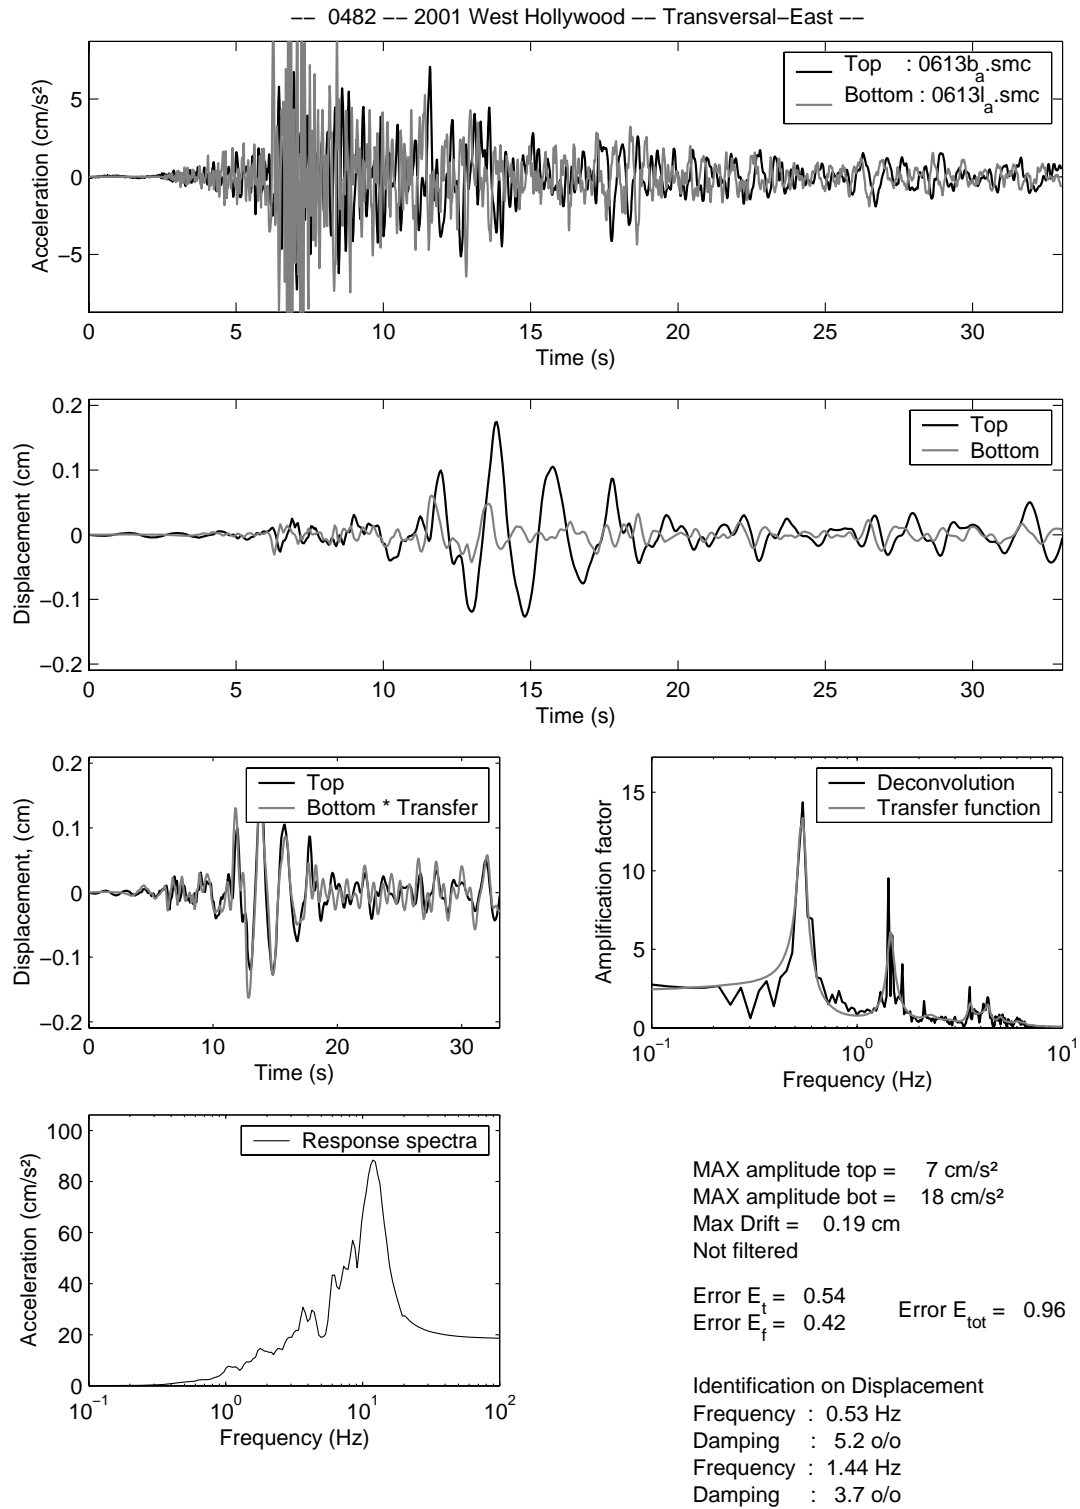 -- 0482 -- 2001 West Hollywood -- Transversal-East --
Top : 0613b_a.smc
Bottom : 0613l_a.smc
Acceleration (cm/s²)
5
0
-5
0 5 10 15 20 25 30
Time (s)
Top
Bottom
Displacement (cm)
0.2
0.1
0
-0.1
-0.2
0 5 10 15 20 25 30
Time (s)
Top
Bottom * Transfer
Displacement, (cm)
0.2
0.1
0
-0.1
-0.2
0 10 20 30
Time (s)
Deconvolution
Transfer function
Amplification factor
15
10
5
0
10^-1 10^0 10^1
Frequency (Hz)
Response spectra
Acceleration (cm/s²)
100
80
60
40
20
0
10^-1 10^0 10^1 10^2
Frequency (Hz)
MAX amplitude top = 7 cm/s²
MAX amplitude bot = 18 cm/s²
Max Drift = 0.19 cm
Not filtered
Error E_t = 0.54
Error E_f = 0.42
Error E_tot = 0.96
Identification on Displacement
Frequency : 0.53 Hz
Damping : 5.2 o/o
Frequency : 1.44 Hz
Damping : 3.7 o/o